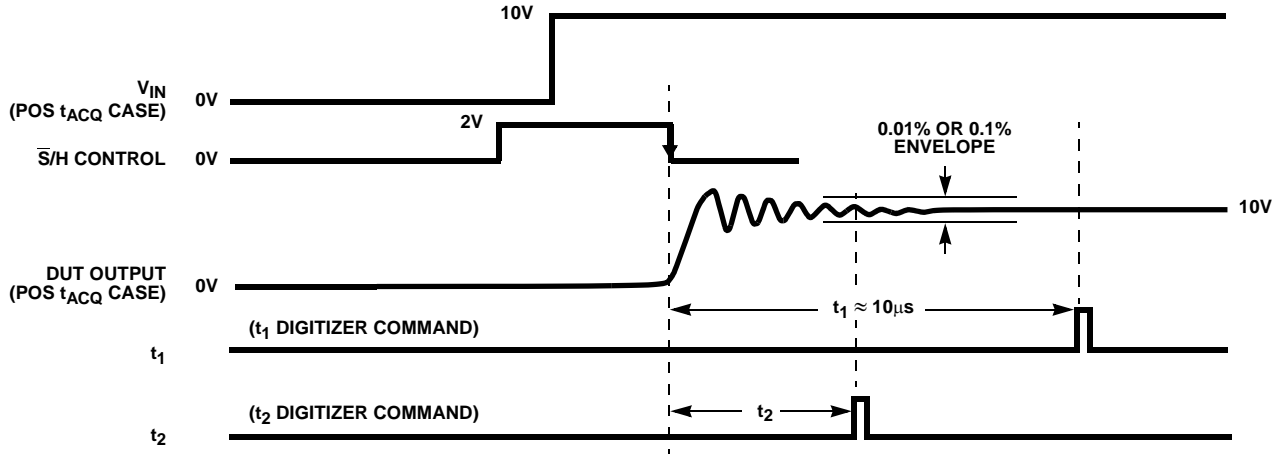 10V
V_IN
(POS t_ACQ CASE)
0V
2V
S̅/H CONTROL
0V
0.01% OR 0.1%
ENVELOPE
10V
DUT OUTPUT
(POS t_ACQ CASE)
0V
t_1 ≈ 10μs
(t_1 DIGITIZER COMMAND)
t_1
(t_2 DIGITIZER COMMAND)
t_2
t_2